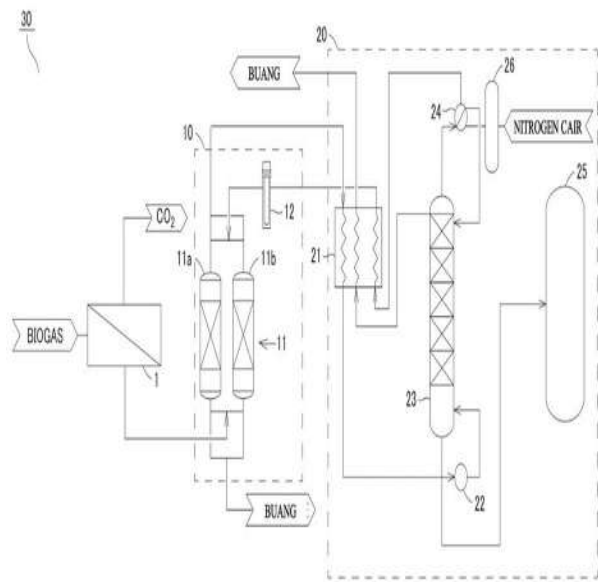 30
20
BUANG
26
24
NITROGEN CAIR
10
25
CO2
12
11a
11b
21
BIOGAS
11
1
23
22
BUANG